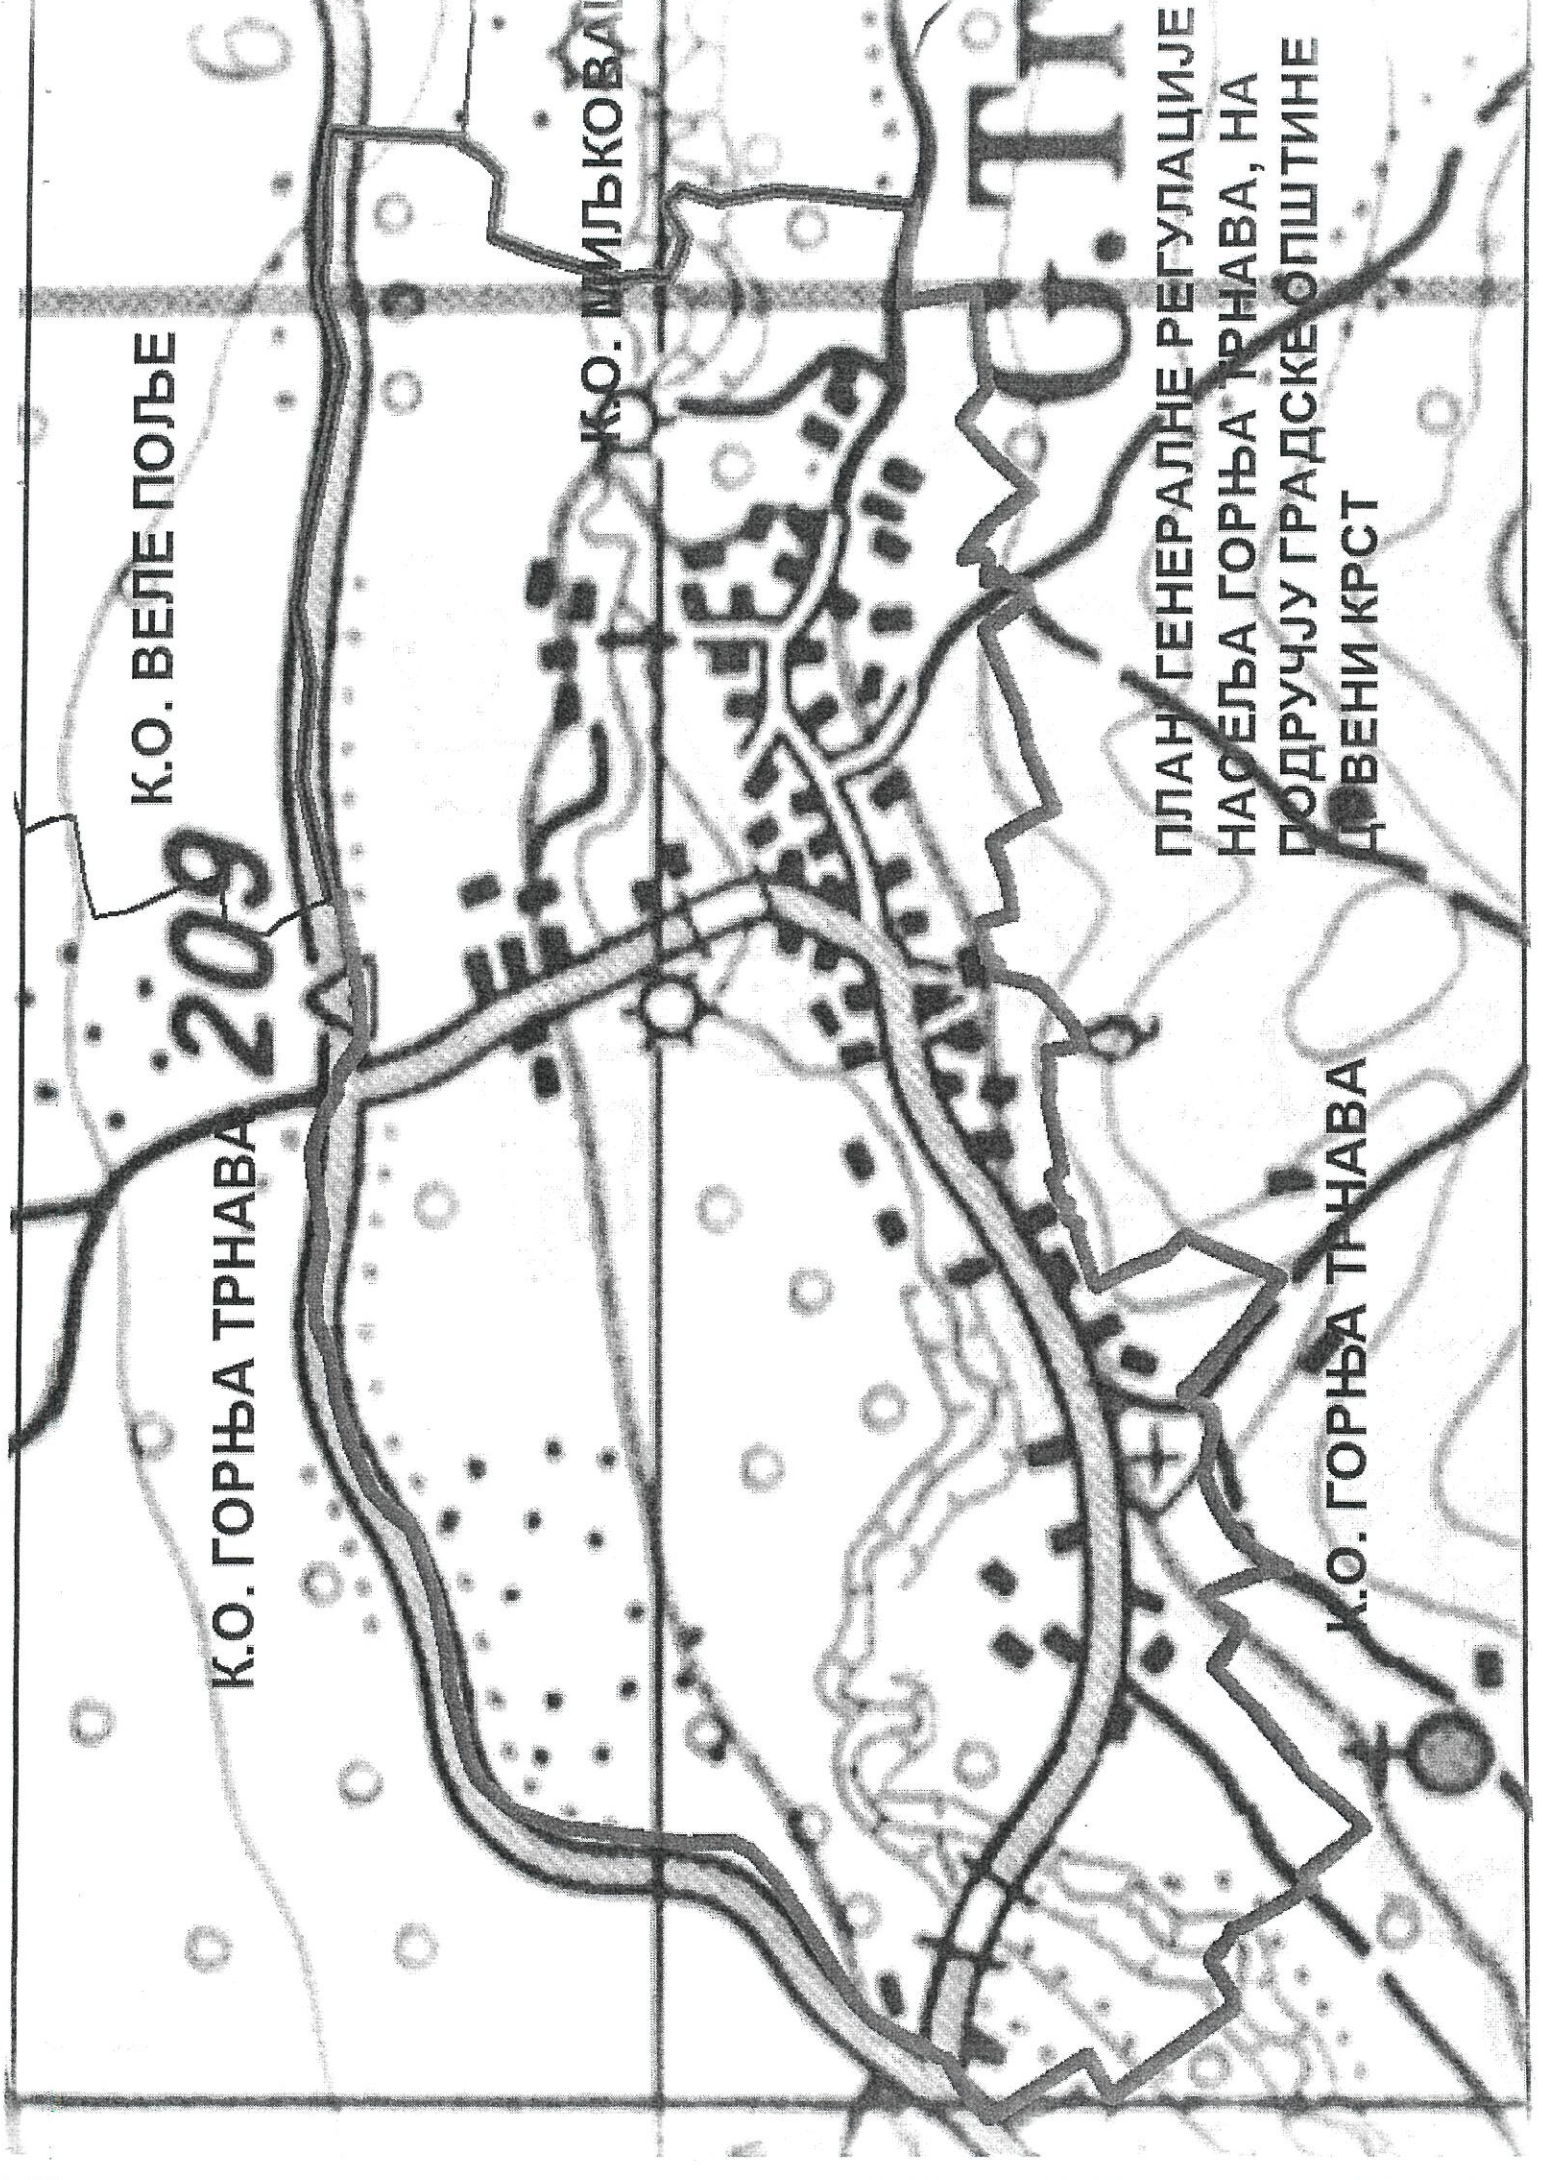 К.О. ВЕЛЕ ПОЉЕ
209
К.О. ГОРЊА ТРНАВА
К.О. МИЉКОВА
G. T
ПЛАН ГЕНЕРАЛНЕ РЕГУЛАЦИЈЕ
НАСЕЉА ГОРЊА ТРНАВА, НА
ПОДРУЧЈУ ГРАДСКЕ ОПШТИНЕ
ЦРВЕНИ КРСТ
К.О. ГОРЊА ТРНАВА